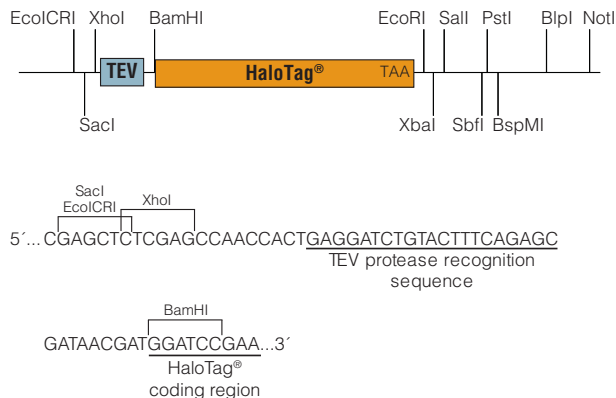 EcoICRI XhoI BamHI EcoRI SalI PstI BlpI NotI
TEV HaloTag® TAA
SacI XbaI SbfI BspMI
SacI
EcoICRI XhoI
5´... CGAGCTCTCGAGCCAACCACTGAGGATCTGTACTTTCAGAGC
TEV protease recognition
sequence
BamHI
GATAACGATGGATCCGAA...3´
HaloTag®
coding region